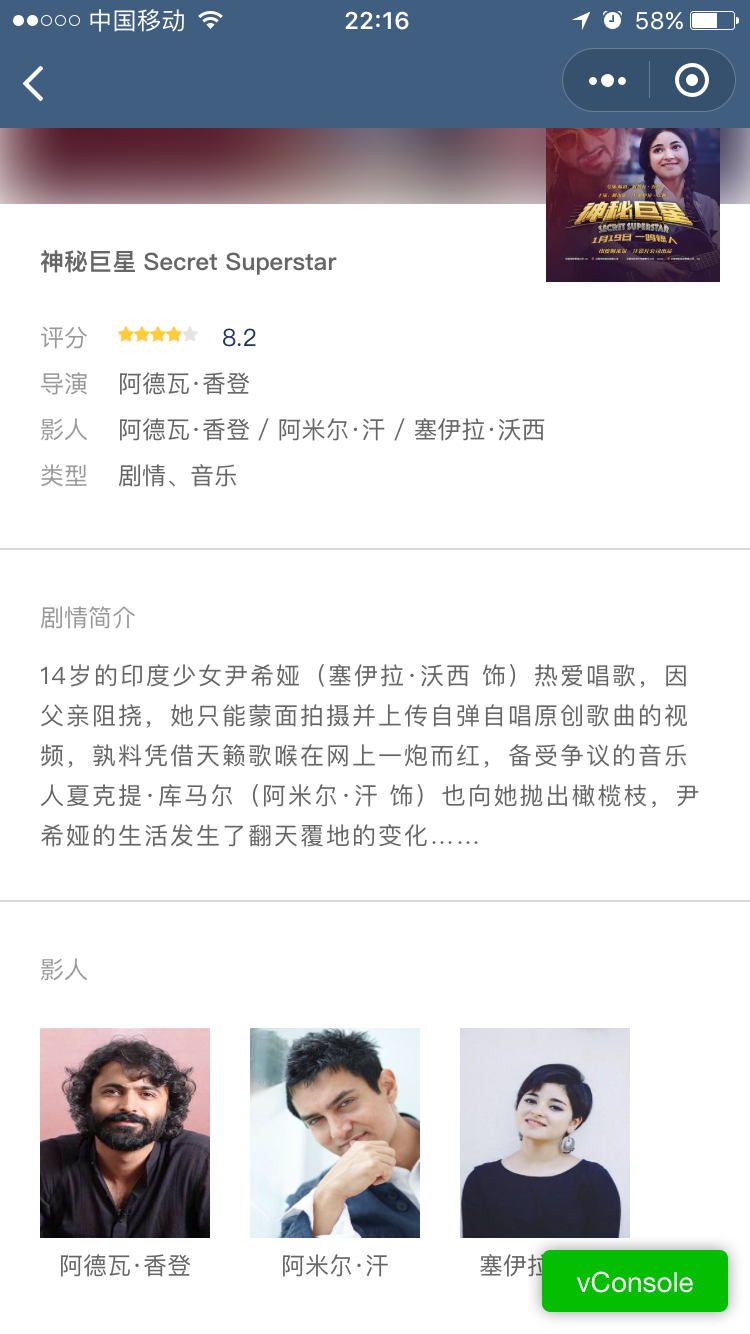 中国移动
22:16
58%
神秘巨星
SECRET SUPERSTAR
1月19日 一鸣惊人
神秘巨星 Secret Superstar
评分 8.2
导演 阿德瓦·香登
影人 阿德瓦·香登 / 阿米尔·汗 / 塞伊拉·沃西
类型 剧情、音乐
剧情简介
14岁的印度少女尹希娅（塞伊拉·沃西 饰）热爱唱歌，因
父亲阻挠，她只能蒙面拍摄并上传自弹自唱原创歌曲的视
频，孰料凭借天籁歌喉在网上一炮而红，备受争议的音乐
人夏克提·库马尔（阿米尔·汗 饰）也向她抛出橄榄枝，尹
希娅的生活发生了翻天覆地的变化……
影人
阿德瓦·香登 阿米尔·汗 塞伊拉
vConsole